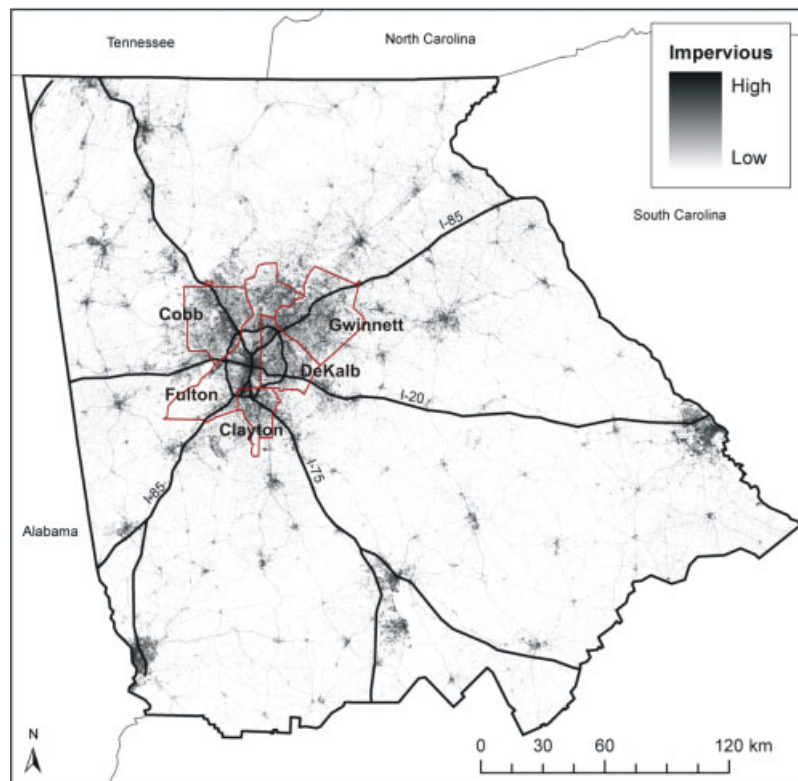 Tennessee
North Carolina
Impervious
High
Low
South Carolina
I-85
Cobb
Gwinnett
DeKalb
Fulton
I-20
Clayton
I-75
I-85
Alabama
N
0 30 60 120 km